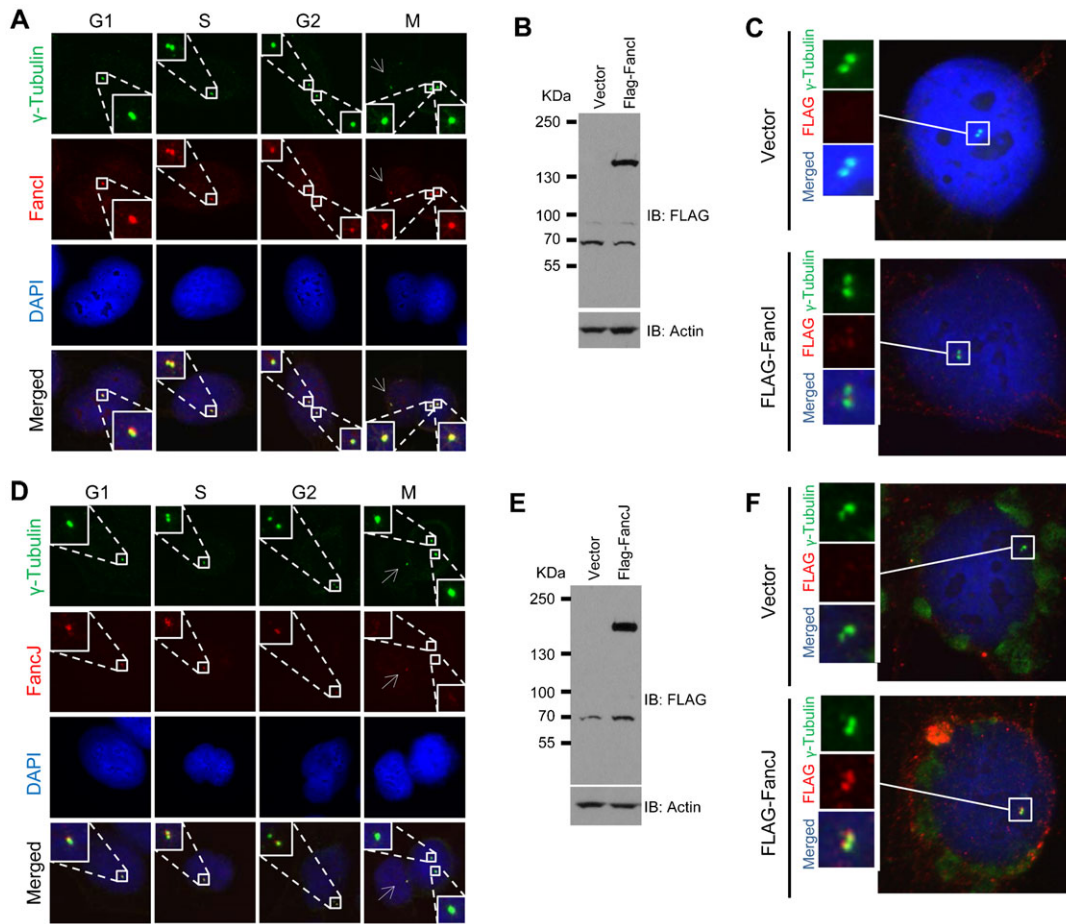 A
G1 S G2 M
γ-Tubulin
FancI
DAPI
Merged
B
KDa
Vector
Flag-FancI
250
130
100
70
55
IB: FLAG
IB: Actin
C
Vector
γ-Tubulin
FLAG
Merged
FLAG-FancI
γ-Tubulin
FLAG
Merged
D
G1 S G2 M
γ-Tubulin
FancJ
DAPI
Merged
E
KDa
Vector
Flag-FancJ
250
130
100
70
55
IB: FLAG
IB: Actin
F
Vector
γ-Tubulin
FLAG
Merged
FLAG-FancJ
γ-Tubulin
FLAG
Merged